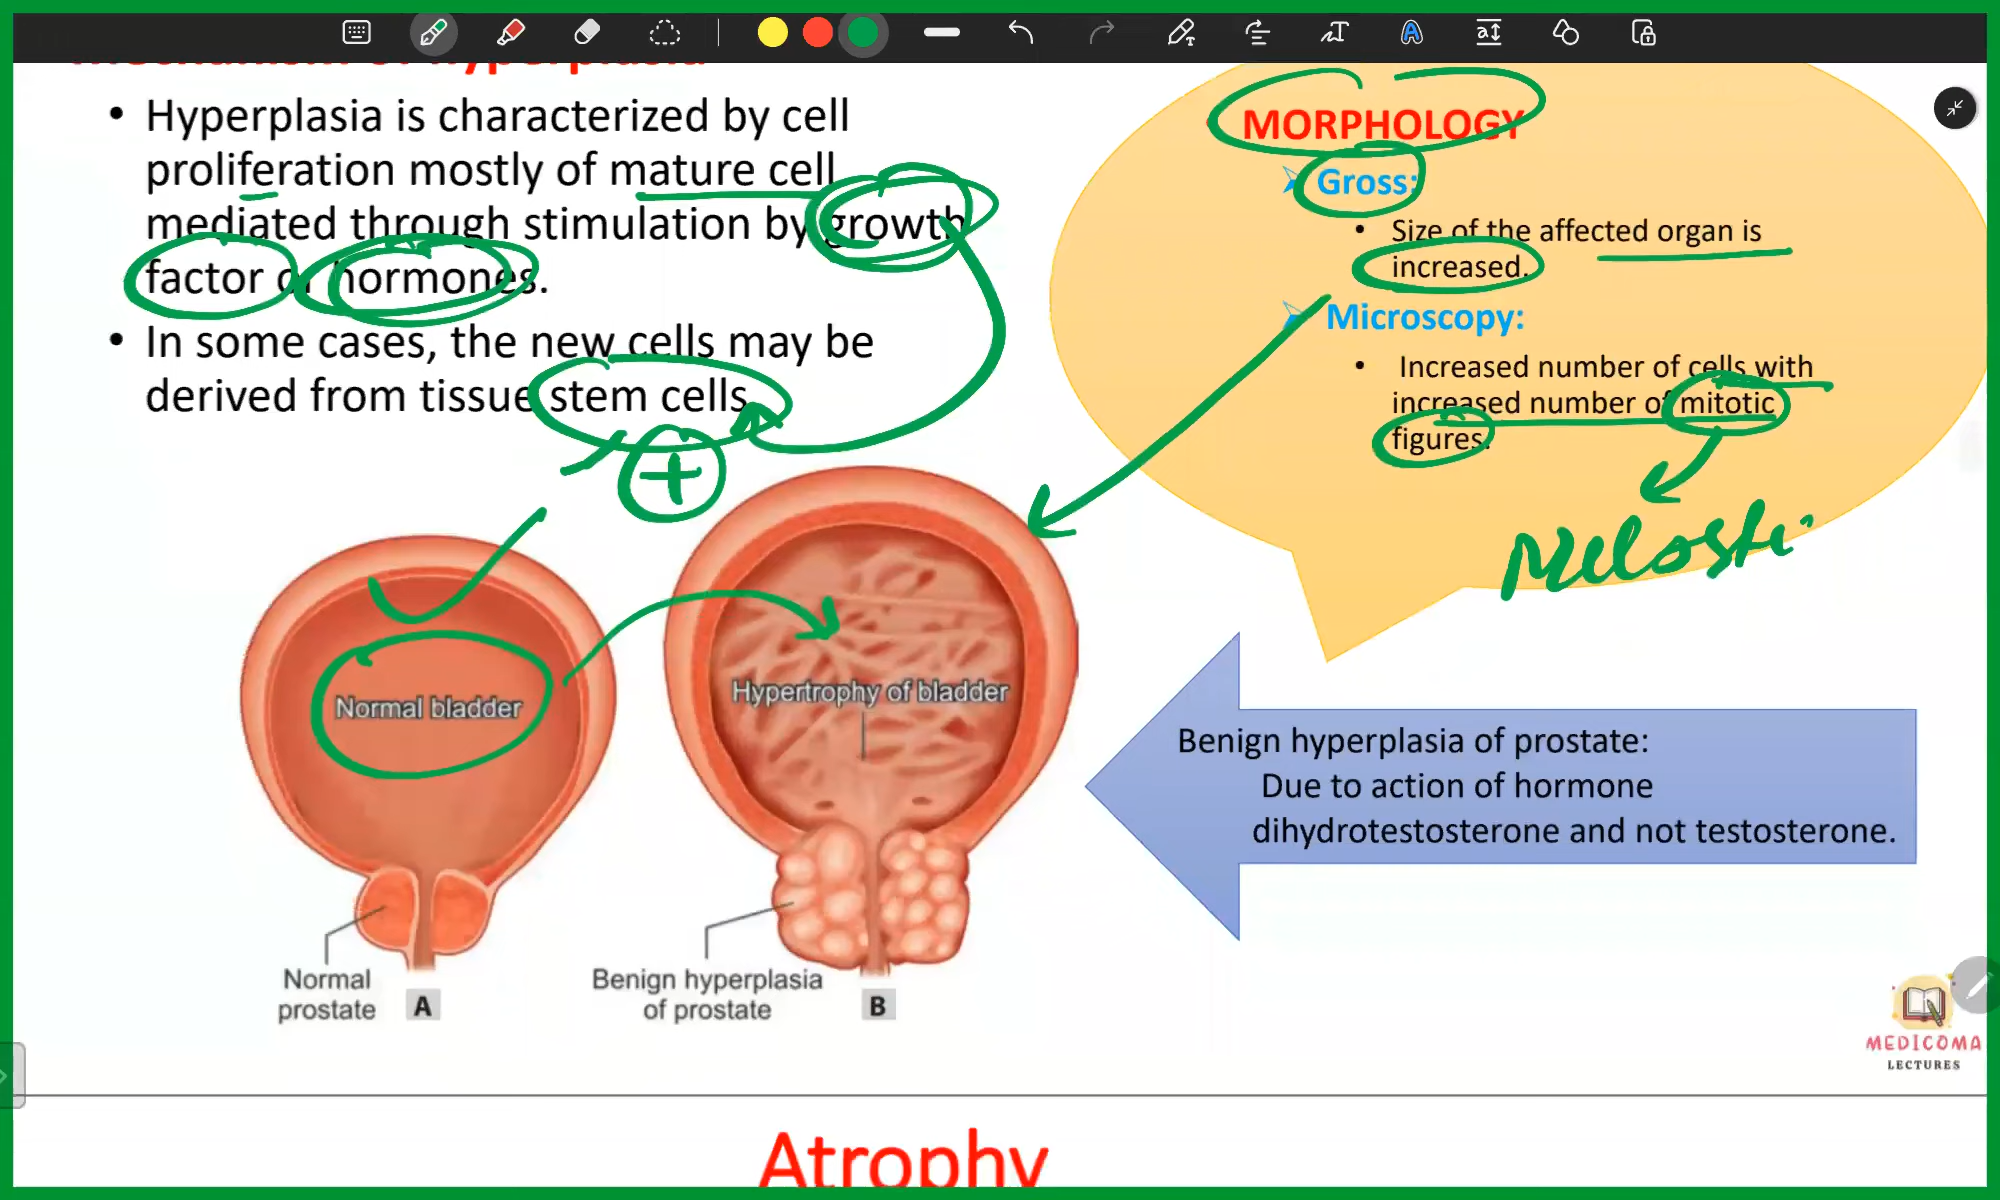 Mechanism of hyperplasia
• Hyperplasia is characterized by cell
proliferation mostly of mature cell
mediated through stimulation by growth
factor or hormones.
• In some cases, the new cells may be
derived from tissue stem cells.
+
MORPHOLOGY
Gross:
• Size of the affected organ is
increased.
Microscopy:
• Increased number of cells with
increased number of mitotic
figures.
Normal bladder
Hypertrophy of bladder
Benign hyperplasia of prostate:
Due to action of hormone
dihydrotestosterone and not testosterone.
Normal
prostate
A
Benign hyperplasia
of prostate
B
MEDICOMA
LECTURES
Atrophy